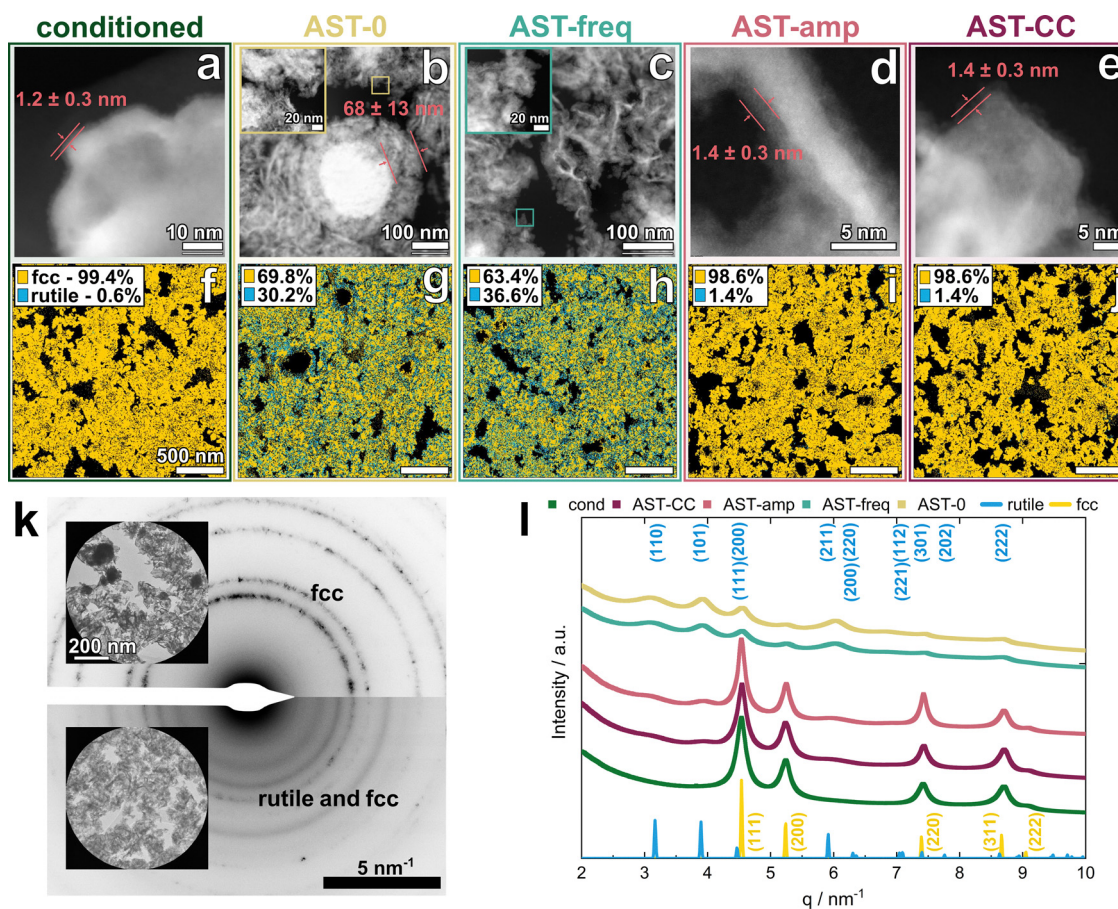 conditioned
AST-0
AST-freq
AST-amp
AST-CC
a
1.2 ± 0.3 nm
10 nm
b
20 nm
68 ± 13 nm
100 nm
c
20 nm
100 nm
d
1.4 ± 0.3 nm
5 nm
e
1.4 ± 0.3 nm
5 nm
fcc - 99.4%
rutile - 0.6%
f
500 nm
69.8%
30.2%
g
63.4%
36.6%
h
98.6%
1.4%
i
98.6%
1.4%
k
200 nm
fcc
rutile and fcc
5 nm⁻¹
l
cond AST-CC AST-amp AST-freq AST-0 rutile fcc
(110)
(101)
(111)(200)
(211)
(200)(220)
(221)(112)
(301)
(202)
(222)
Intensity / a.u.
(111)
(200)
(220)
(311)
(222)
2 3 4 5 6 7 8 9 10
q / nm⁻¹